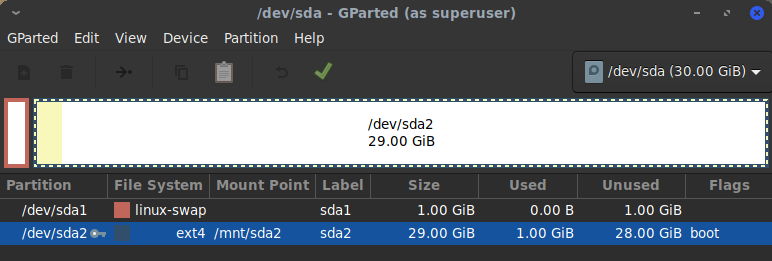 /dev/sda - GParted (as superuser)
GParted Edit View Device Partition Help
/dev/sda (30.00 GiB)
/dev/sda2
29.00 GiB
Partition File System Mount Point Label Size Used Unused Flags
/dev/sda1 linux-swap sda1 1.00 GiB 0.00 B 1.00 GiB
/dev/sda2 ext4 /mnt/sda2 sda2 29.00 GiB 1.00 GiB 28.00 GiB boot